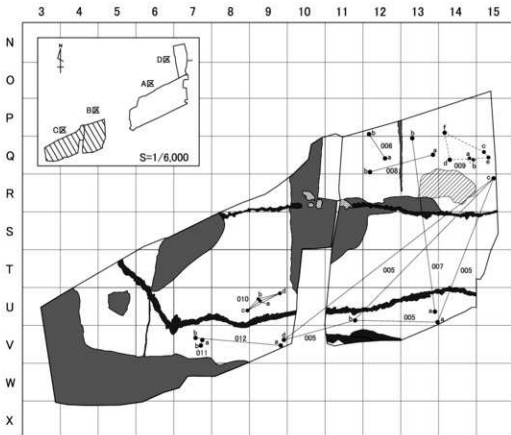 3 4 5 6 7 8 9 10 11 12 13 14 15
N
O
P
Q
R
S
T
U
V
W
X
N
D区
A区
B区
C区
S=1/6,000
b
b
f
006
a
a
c
d
009
a
b
e
b
008
c
005
007
005
d
b
010
a
c
a
b
005
a
b
012
d
a
005
b
a
011